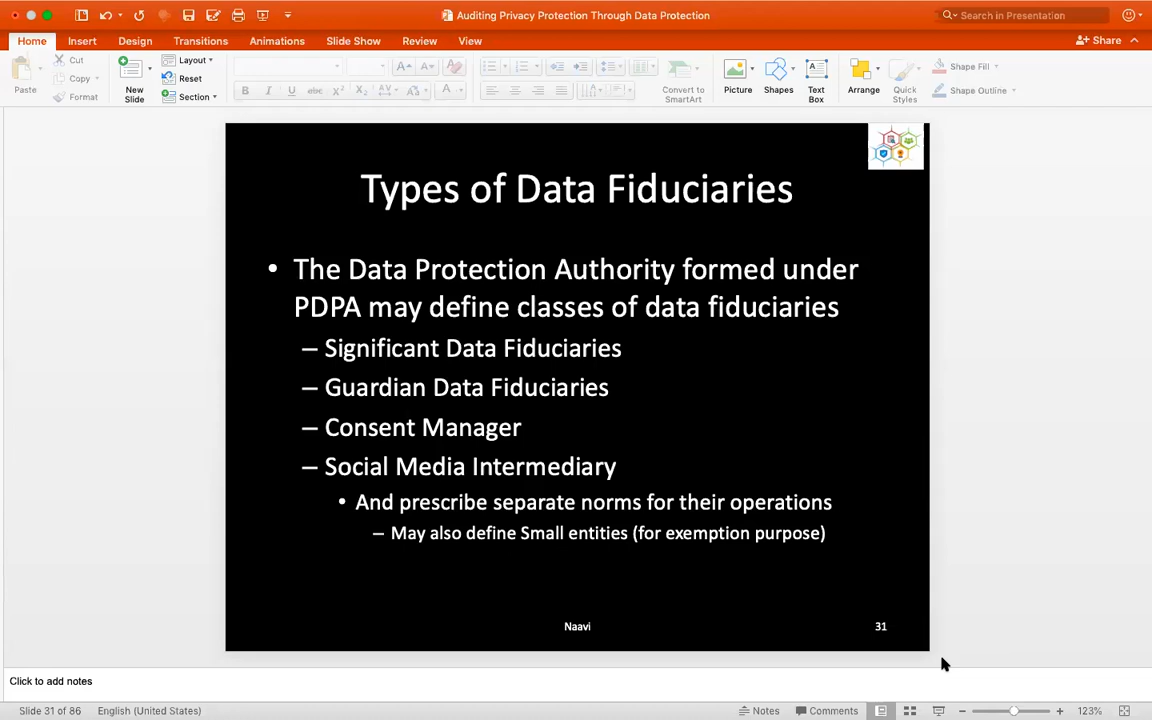 Auditing Privacy Protection Through Data Protection
Search in Presentation
Home Insert Design Transitions Animations Slide Show Review View
Share
Paste
Cut
Copy
Format
New
Slide
Layout
Reset
Section
B I U abc X² X₂ AV Aa A
Convert to
SmartArt
Picture
Shapes
Text
Box
Arrange
Quick
Styles
Shape Fill
Shape Outline
Types of Data Fiduciaries
• The Data Protection Authority formed under
PDPA may define classes of data fiduciaries
– Significant Data Fiduciaries
– Guardian Data Fiduciaries
– Consent Manager
– Social Media Intermediary
• And prescribe separate norms for their operations
– May also define Small entities (for exemption purpose)
Naavi
31
Click to add notes
Slide 31 of 86 English (United States)
Notes Comments 123%